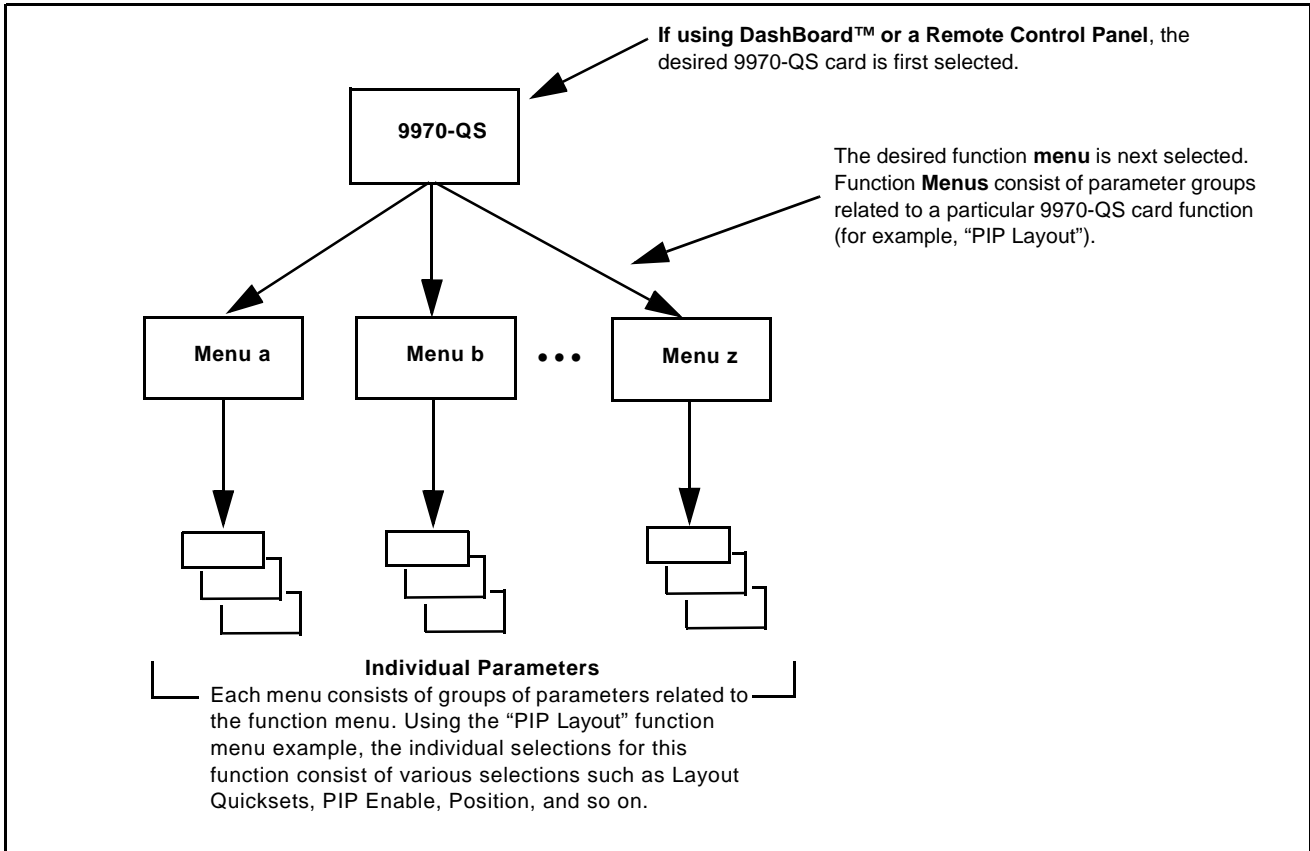 If using DashBoard™ or a Remote Control Panel, the
desired 9970-QS card is first selected.
9970-QS
The desired function menu is next selected.
Function Menus consist of parameter groups
related to a particular 9970-QS card function
(for example, “PIP Layout”).
Menu a
Menu b
•••
Menu z
Individual Parameters
Each menu consists of groups of parameters related to
the function menu. Using the “PIP Layout” function
menu example, the individual selections for this
function consist of various selections such as Layout
Quicksets, PIP Enable, Position, and so on.